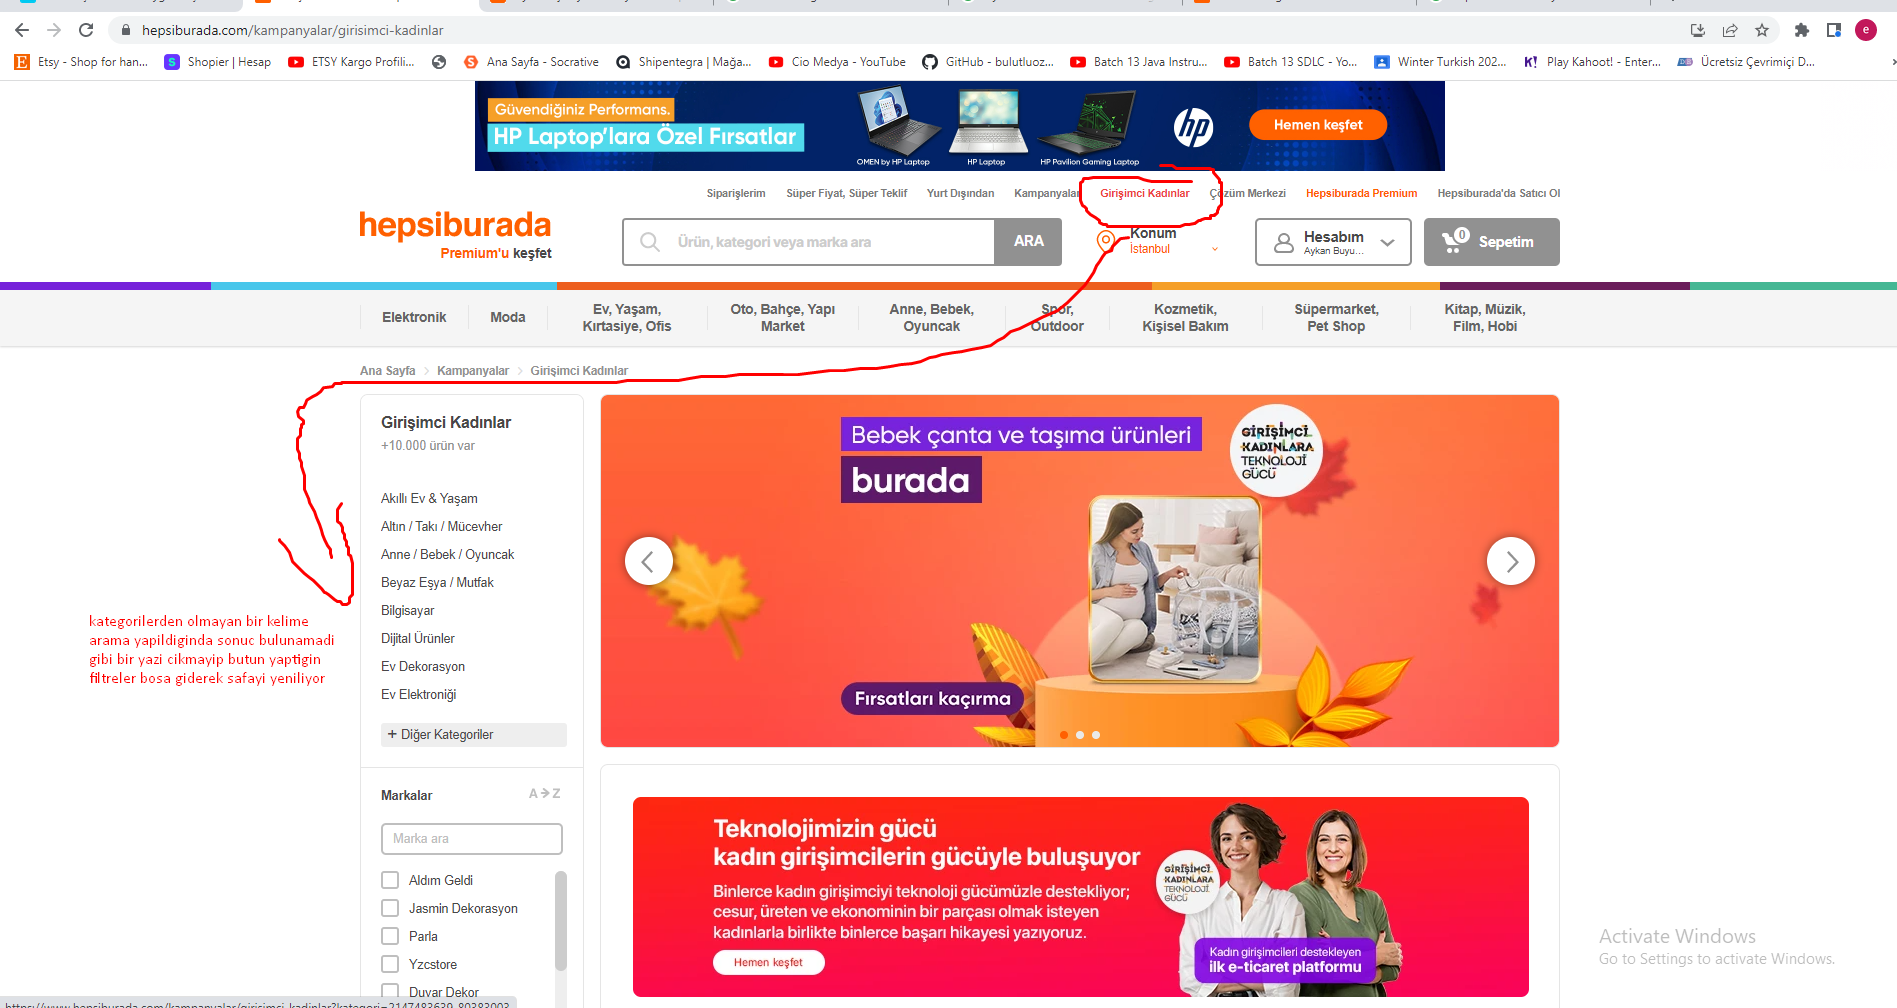 hepsiburada.com/kampanyalar/girisimci-kadinlar
e
Etsy - Shop for han...
Shopier | Hesap
ETSY Kargo Profili...
Ana Sayfa - Socrative
Shipentegra | Mağa...
Cio Medya - YouTube
GitHub - bulutluoz...
Batch 13 Java Instru...
Batch 13 SDLC - Yo...
Winter Turkish 202...
K! Play Kahoot! - Enter...
Ücretsiz Çevrimiçi D...
Güvendiğiniz Performans.
HP Laptop'lara Özel Fırsatlar
OMEN by HP Laptop
HP Laptop
HP Pavilion Gaming Laptop
hp
Hemen keşfet
Siparişlerim
Süper Fiyat, Süper Teklif
Yurt Dışından
Kampanyalar
Girişimci Kadınlar
Çözüm Merkezi
Hepsiburada Premium
Hepsiburada'da Satıcı Ol
hepsiburada
Premium'u keşfet
Ürün, kategori veya marka ara
ARA
Konum
İstanbul
Hesabım
Aykan Buyu...
0
Sepetim
Elektronik
Moda
Ev, Yaşam,
Kırtasiye, Ofis
Oto, Bahçe, Yapı
Market
Anne, Bebek,
Oyuncak
Spor,
Outdoor
Kozmetik,
Kişisel Bakım
Süpermarket,
Pet Shop
Kitap, Müzik,
Film, Hobi
Ana Sayfa > Kampanyalar > Girişimci Kadınlar
Girişimci Kadınlar
+10.000 ürün var
Akıllı Ev & Yaşam
Altın / Takı / Mücevher
Anne / Bebek / Oyuncak
Beyaz Eşya / Mutfak
Bilgisayar
Dijital Ürünler
Ev Dekorasyon
Ev Elektroniği
+ Diğer Kategoriler
kategorilerden olmayan bir kelime
arama yapildiginda sonuc bulunamadi
gibi bir yazi cikmayip butun yaptigin
filtreler bosa giderek safayi yeniliyor
Markalar
A→Z
Marka ara
Aldım Geldi
Jasmin Dekorasyon
Parla
Yzcstore
Duvar Dekor
Bebek çanta ve taşıma ürünleri
burada
GİRİŞİMCİ
KADINLARA
TEKNOLOJİ
GÜCÜ
Fırsatları kaçırma
Teknolojimizin gücü
kadın girişimcilerin gücüyle buluşuyor
Binlerce kadın girişimciyi teknoloji gücümüzle destekliyor;
cesur, üreten ve ekonominin bir parçası olmak isteyen
kadınlarla birlikte binlerce başarı hikayesi yazıyoruz.
Hemen keşfet
GİRİŞİMCİ
KADINLARA
TEKNOLOJİ
GÜCÜ
Kadın girişimcileri destekleyen
ilk e-ticaret platformu
Activate Windows
Go to Settings to activate Windows.